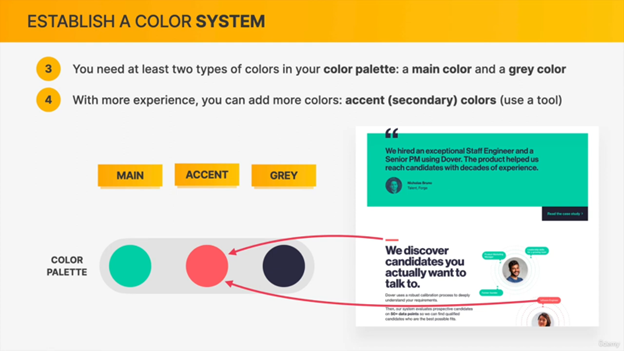 ESTABLISH A COLOR SYSTEM
3 You need at least two types of colors in your color palette: a main color and a grey color
4 With more experience, you can add more colors: accent (secondary) colors (use a tool)
MAIN
ACCENT
GREY
COLOR
PALETTE
We hired an exceptional Staff Engineer and a
Senior PM using Dover. The product helped us
reach candidates with decades of experience.
Read the case study
We discover
candidates you
actually want to
talk to.
Dover uses a robust calibration process to deeply
understand your requirements.
Then, our system evaluates prospective candidates
on 50+ data points so we can find qualified
candidates who are the best possible fits.